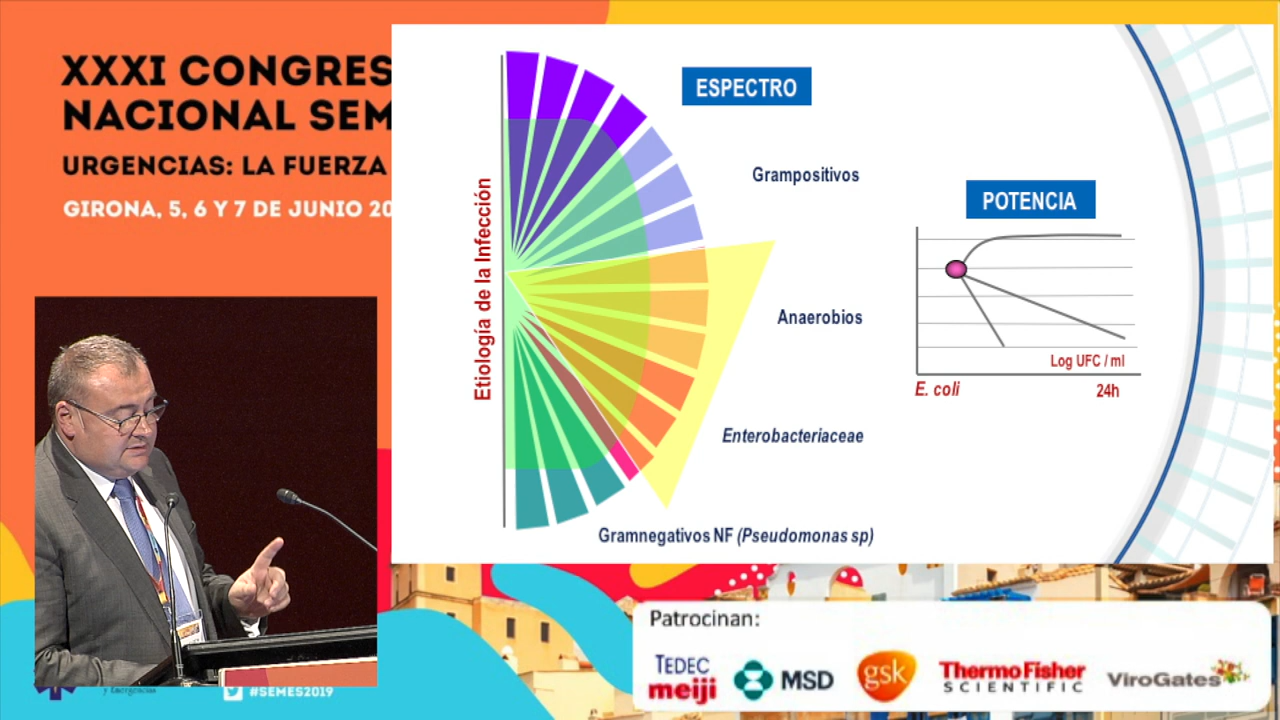 XXXI CONGRES
NACIONAL SEM
URGENCIAS: LA FUERZA
GIRONA, 5, 6 Y 7 DE JUNIO 20
ESPECTRO
Etiología de la Infección
Grampositivos
Anaerobios
Enterobacteriaceae
Gramnegativos NF (Pseudomonas sp)
POTENCIA
Log UFC / ml
E. coli
24h
Patrocinan:
TEDEC
meiji
MSD
gsk
ThermoFisher
SCIENTIFIC
ViroGates
y Emergencias
#SEMES2019